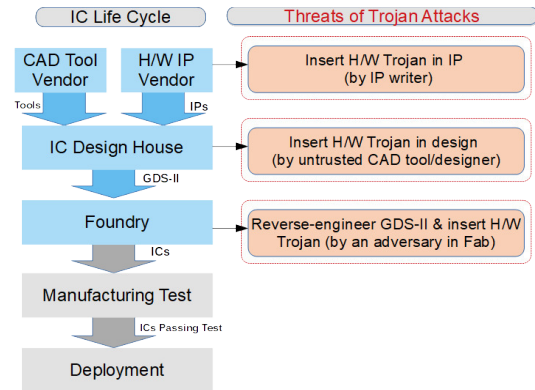 IC Life Cycle
Threats of Trojan Attacks
CAD Tool
Vendor
H/W IP
Vendor
Insert H/W Trojan in IP
(by IP writer)
Tools
IPs
IC Design House
Insert H/W Trojan in design
(by untrusted CAD tool/designer)
GDS-II
Foundry
Reverse-engineer GDS-II & insert H/W
Trojan (by an adversary in Fab)
ICs
Manufacturing Test
ICs Passing Test
Deployment